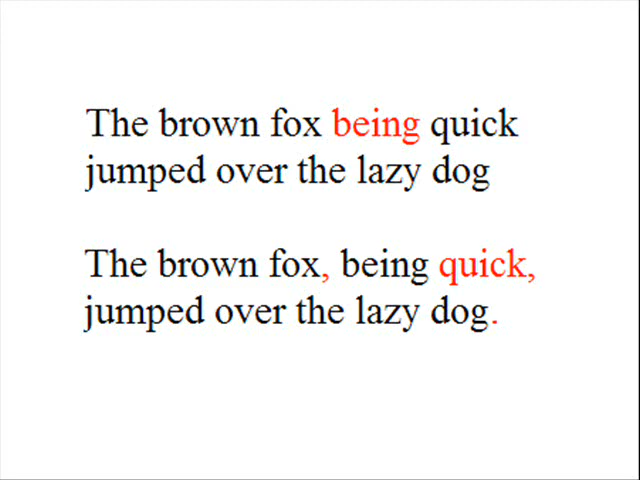 The brown fox being quick
jumped over the lazy dog
The brown fox, being quick,
jumped over the lazy dog.